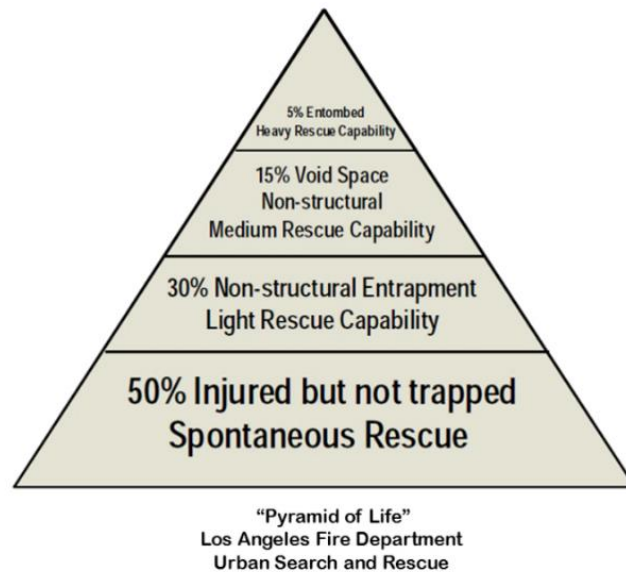 5% Entombed
Heavy Rescue Capability
15% Void Space
Non-structural
Medium Rescue Capability
30% Non-structural Entrapment
Light Rescue Capability
50% Injured but not trapped
Spontaneous Rescue
“Pyramid of Life”
Los Angeles Fire Department
Urban Search and Rescue